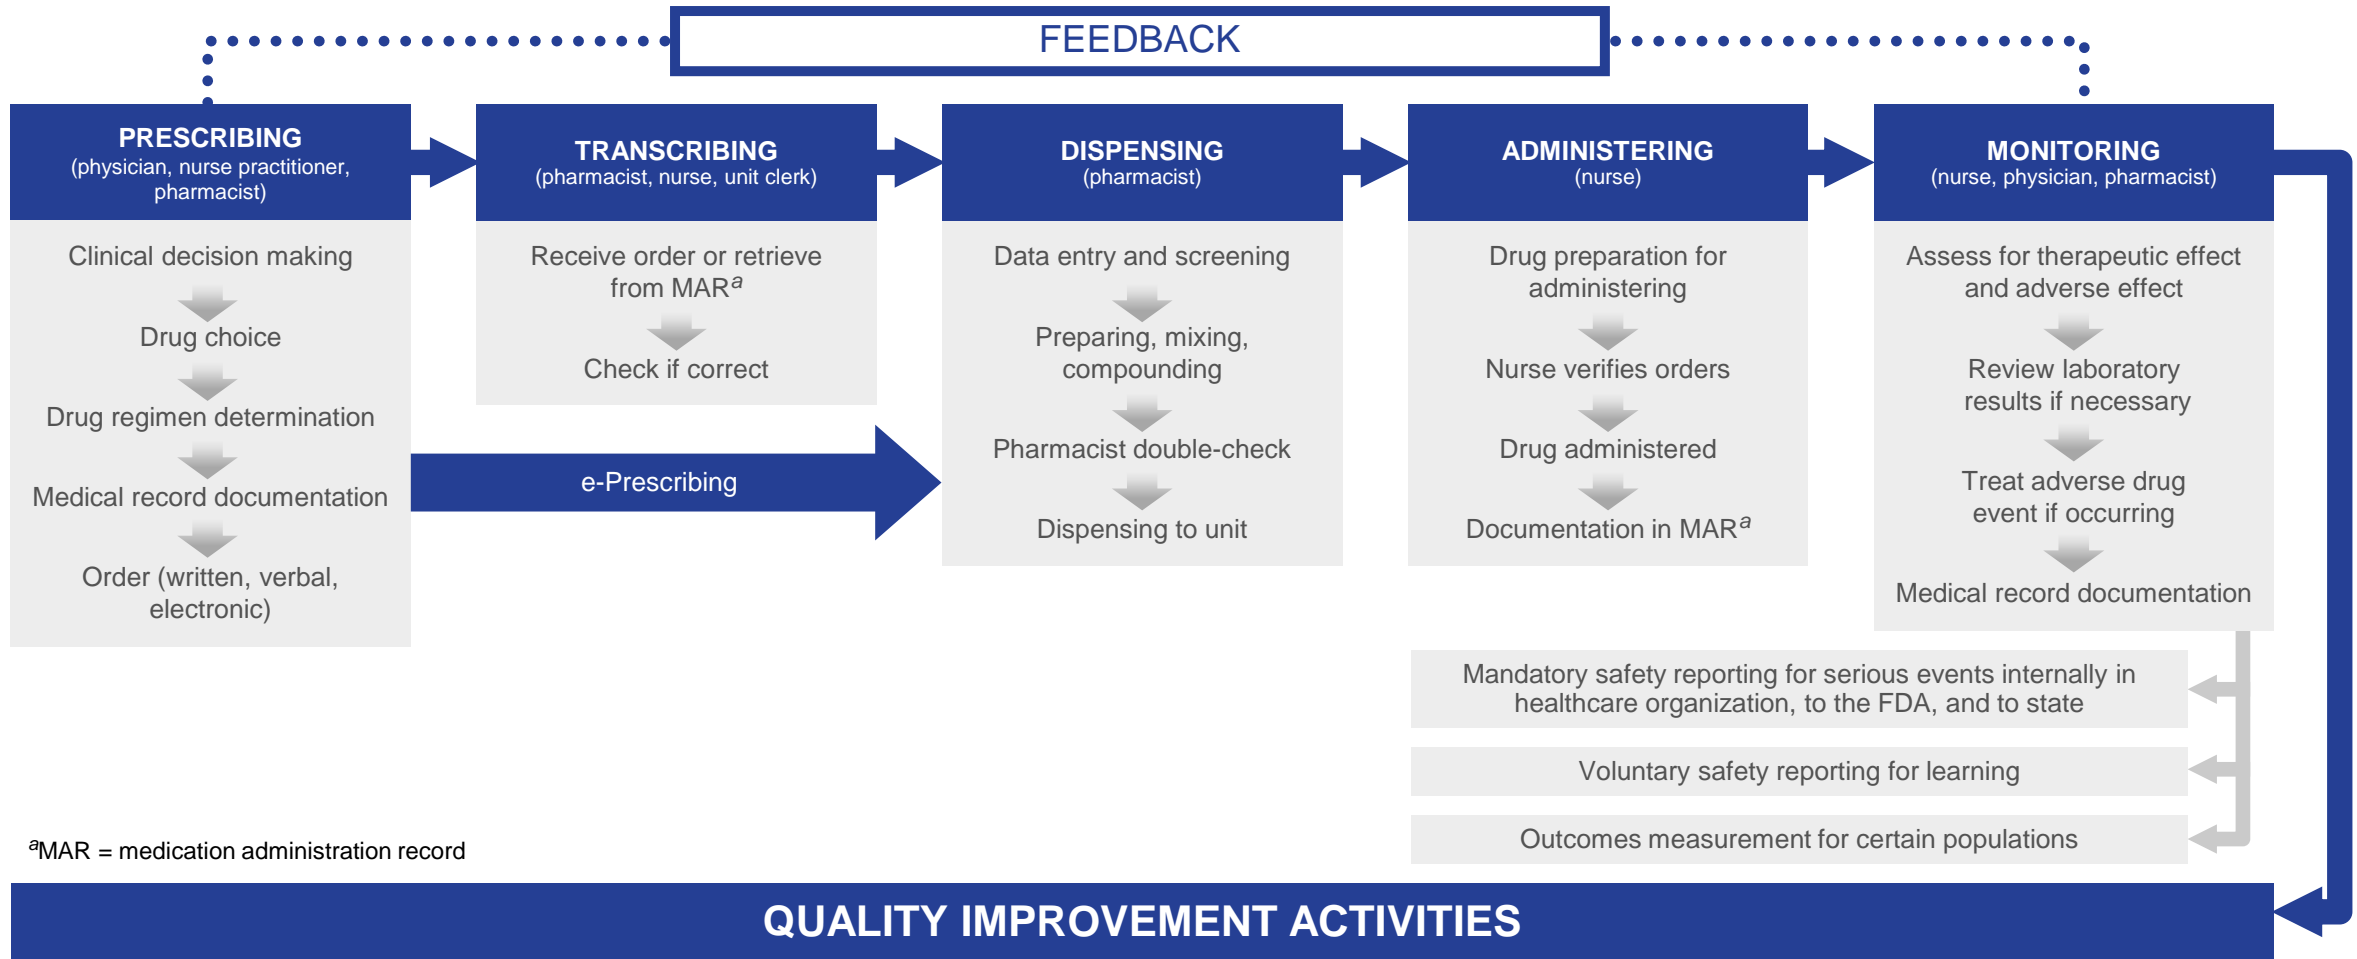 FEEDBACK
PRESCRIBING
(physician, nurse practitioner,
pharmacist)
Clinical decision making
Drug choice
Drug regimen determination
Medical record documentation
Order (written, verbal,
electronic)
TRANSCRIBING
(pharmacist, nurse, unit clerk)
Receive order or retrieve
from MARa
Check if correct
e-Prescribing
DISPENSING
(pharmacist)
Data entry and screening
Preparing, mixing,
compounding
Pharmacist double-check
Dispensing to unit
ADMINISTERING
(nurse)
Drug preparation for
administering
Nurse verifies orders
Drug administered
Documentation in MARa
MONITORING
(nurse, physician, pharmacist)
Assess for therapeutic effect
and adverse effect
Review laboratory
results if necessary
Treat adverse drug
event if occurring
Medical record documentation
Mandatory safety reporting for serious events internally in
healthcare organization, to the FDA, and to state
Voluntary safety reporting for learning
Outcomes measurement for certain populations
aMAR = medication administration record
QUALITY IMPROVEMENT ACTIVITIES